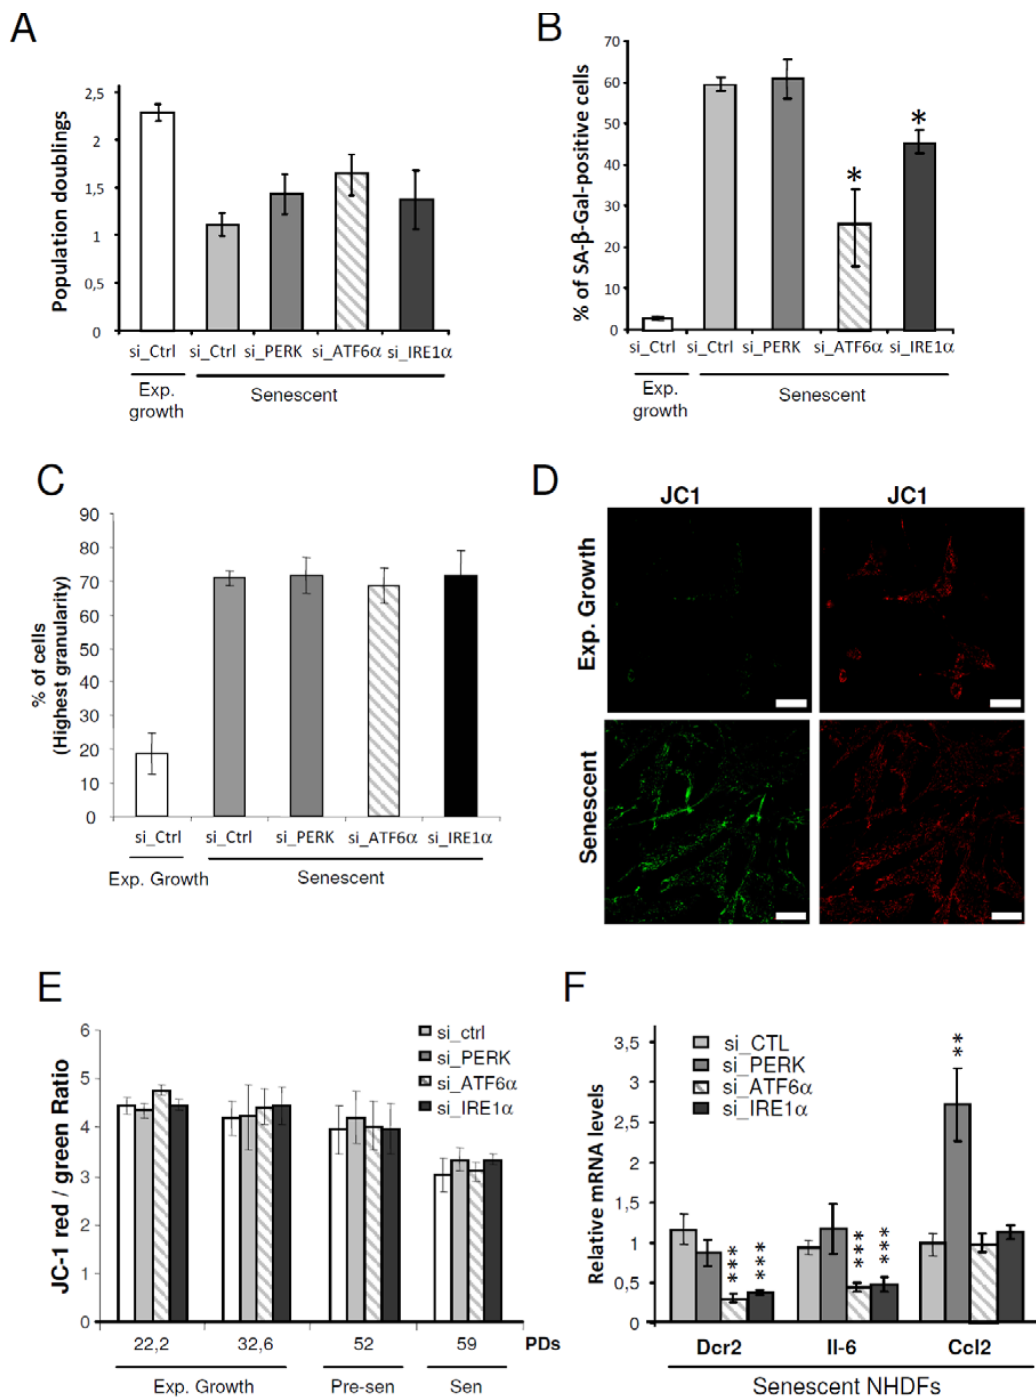 A
Population doublings
2,5
2
1,5
1
0,5
0
si_Ctrl
si_Ctrl
si_PERK
si_ATF6α
si_IRE1α
Exp.
growth
Senescent
B
% of SA-β-Gal-positive cells
70
60
50
40
30
20
10
0
*
*
si_Ctrl
si_Ctrl
si_PERK
si_ATF6α
si_IRE1α
Exp.
growth
Senescent
C
% of cells
(Highest granularity)
90
80
70
60
50
40
30
20
10
0
si_Ctrl
si_Ctrl
si_PERK
si_ATF6α
si_IRE1α
Exp. Growth
Senescent
D
JC1
JC1
Exp. Growth
Senescent
E
JC-1 red / green Ratio
6
5
4
3
2
1
0
si_ctrl
si_PERK
si_ATF6α
si_IRE1α
22,2
32,6
52
59
PDs
Exp. Growth
Pre-sen
Sen
F
Relative mRNA levels
3,5
3
2,5
2
1,5
1
0,5
0
si_CTL
si_PERK
si_ATF6α
si_IRE1α
***
***
***
***
**
Dcr2
Il-6
Ccl2
Senescent NHDFs